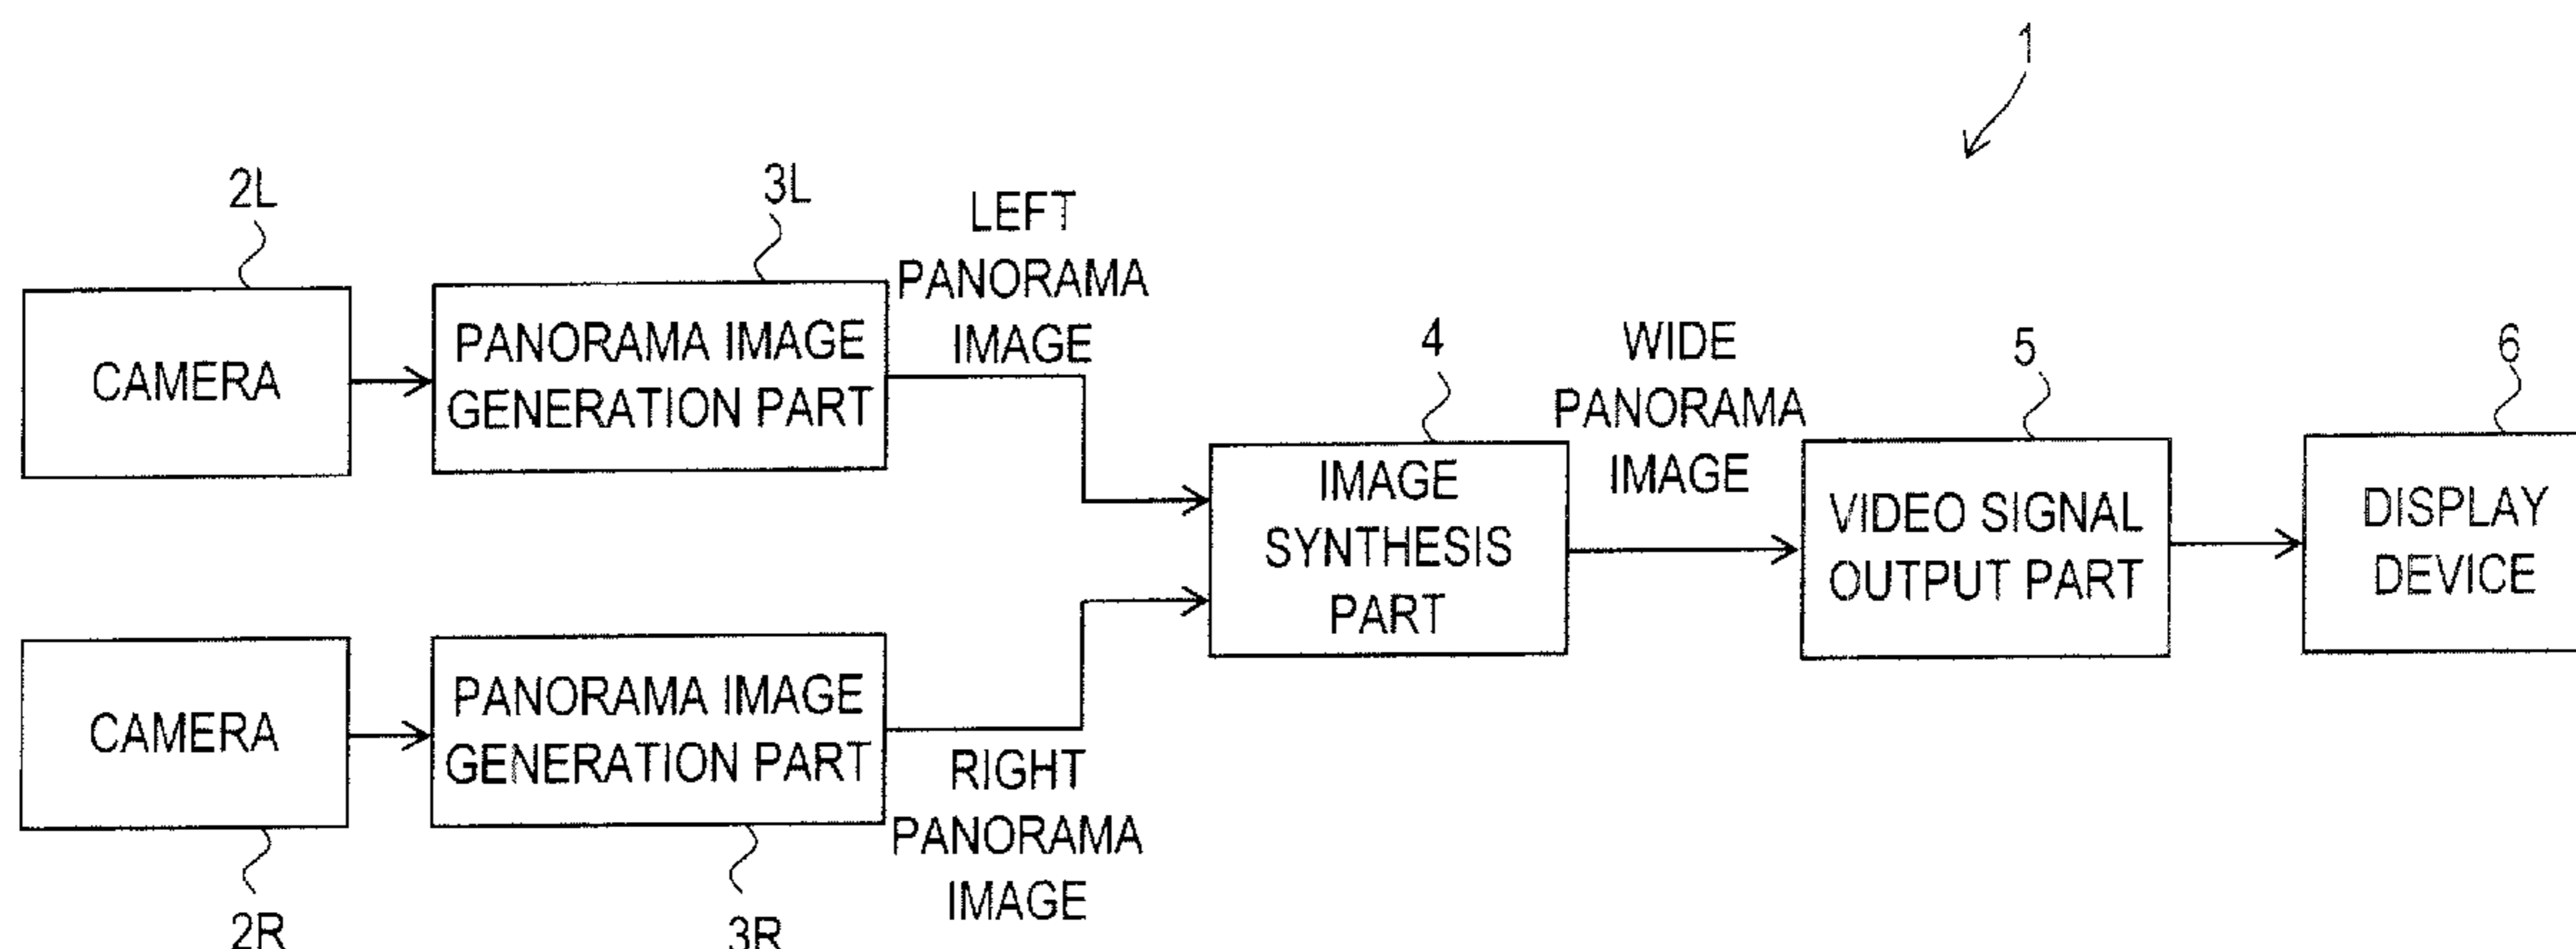 1
2L
3L
LEFT
PANORAMA
IMAGE
CAMERA
PANORAMA IMAGE
GENERATION PART
4
IMAGE
SYNTHESIS
PART
WIDE
PANORAMA
IMAGE
5
VIDEO SIGNAL
OUTPUT PART
6
DISPLAY
DEVICE
CAMERA
PANORAMA IMAGE
GENERATION PART
RIGHT
PANORAMA
IMAGE
2R
3R